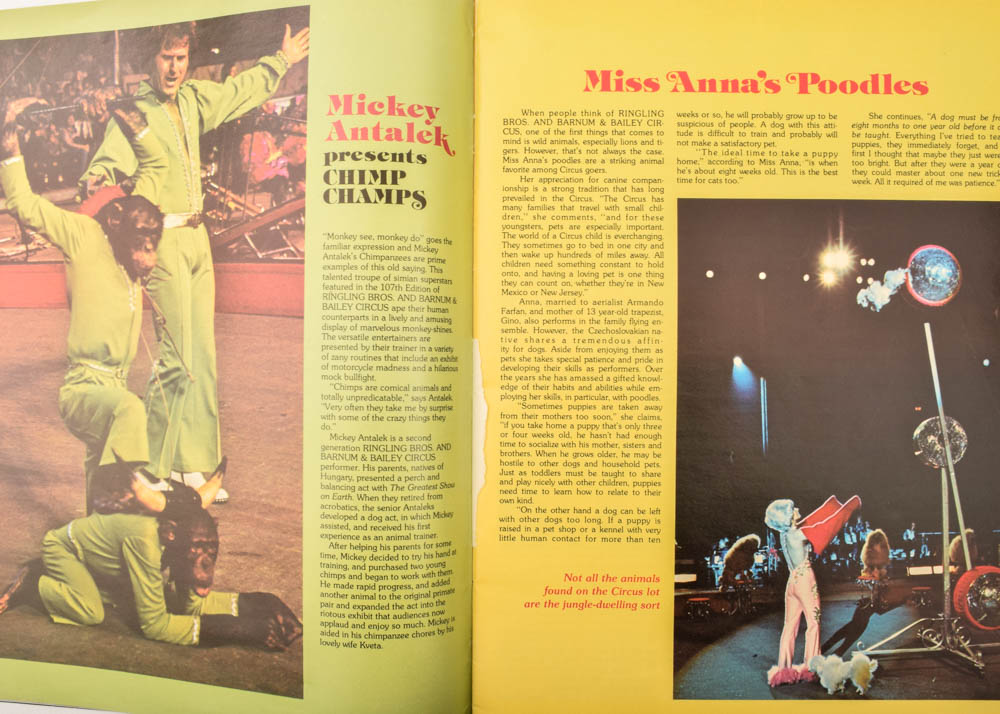 Mickey
Antalek
presents
CHIMP
CHAMPS
"Monkey see, monkey do" goes the
familiar expression and Mickey
Antalek's Chimpanzees are prime
examples of this old saying. This
talented troupe of simian superstars
featured in the 107th Edition of
RINGLING BROS. AND BARNUM &
BAILEY CIRCUS ape their human
counterparts in a lively and amusing
display of marvelous monkey-shines.
The versatile entertainers are
presented by their trainer in a variety
of zany routines that include an exhibit
of motorcycle madness and a hilarious
mock bullfight.
"Chimps are comical animals and
totally unpredicatable," says Antalek.
"Very often they take me by surprise
with some of the crazy things they
do."
Mickey Antalek is a second
generation RINGLING BROS. AND
BARNUM & BAILEY CIRCUS
performer. His parents, natives of
Hungary, presented a perch and
balancing act with The Greatest Show
on Earth. When they retired from
acrobatics, the senior Antaleks
developed a dog act, in which Mickey
assisted, and received his first
experience as an animal trainer.
After helping his parents for some
time, Mickey decided to try his hand at
training, and purchased two young
chimps and began to work with them.
He made rapid progress, and added
another animal to the original primate
pair and expanded the act into the
riotous exhibit that audiences now
applaud and enjoy so much. Mickey is
aided in his chimpanzee chores by his
lovely wife Kveta.
Miss Anna's Poodles
When people think of RINGLING
BROS. AND BARNUM & BAILEY CIR-
CUS, one of the first things that comes to
mind is wild animals, especially lions and ti-
gers. However, that's not always the case.
Miss Anna's poodles are a striking animal
favorite among Circus goers.
Her appreciation for canine compan-
ionship is a strong tradition that has long
prevailed in the Circus. "The Circus has
many families that travel with small chil-
dren," she comments, "and for these
youngsters, pets are especially important.
The world of a Circus child is everchanging.
They sometimes go to bed in one city and
then wake up hundreds of miles away. All
children need something constant to hold
onto, and having a loving pet is one thing
they can count on, whether they're in New
Mexico or New Jersey."
Anna, married to aerialist Armando
Farfan, and mother of 13 year-old trapezist,
Gino, also performs in the family flying en-
semble. However, the Czechoslovakian na-
tive shares a tremendous affin-
ity for dogs. Aside from enjoying them as
pets she takes special patience and pride in
developing their skills as performers. Over
the years she has amassed a gifted knowl-
edge of their habits and abilities while em-
ploying her skills, in particular, with poodles.
"Sometimes puppies are taken away
from their mothers too soon," she claims,
"if you take home a puppy that's only three
or four weeks old, he hasn't had enough
time to socialize with his mother, sisters and
brothers. When he grows older, he may be
hostile to other dogs and household pets.
Just as toddlers must be taught to share
and play nicely with other children, puppies
need time to learn how to relate to their
own kind.
"On the other hand a dog can be left
with other dogs too long. If a puppy is
raised in a pet shop or a kennel with very
little human contact for more than ten
weeks or so, he will probably grow up to be
suspicious of people. A dog with this atti-
tude is difficult to train and probably will
not make a satisfactory pet.
"The ideal time to take a puppy
home," according to Miss Anna, "is when
he's about eight weeks old. This is the best
time for cats too."
She continues, "A dog must be
eight months to one year old before it
be taught. Everything I've tried to
puppies, they immediately forget, and
first I thought that maybe they just were
too bright. But after they were a year
they could master about one new
week. All it required of me was patience."
Not all the animals
found on the Circus lot
are the jungle-dwelling sort